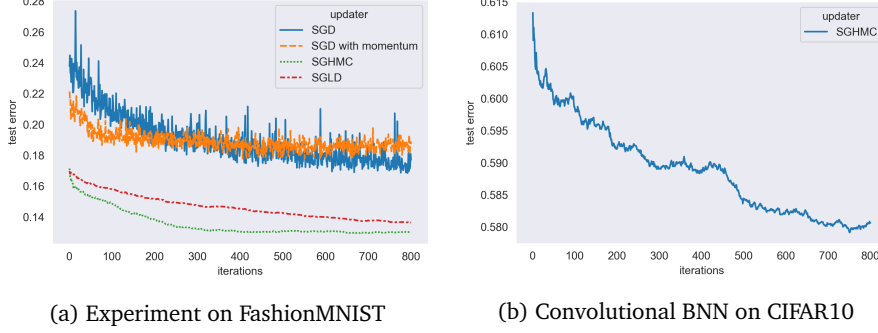 0.28
0.26
0.24
0.22
0.20
0.18
0.16
0.14
test error
updater
SGD
SGD with momentum
SGHMC
SGLD
0 100 200 300 400 500 600 700 800
iterations
(a) Experiment on FashionMNIST
0.615
0.610
0.605
0.600
0.595
0.590
0.585
0.580
test error
updater
SGHMC
0 100 200 300 400 500 600 700 800
iterations
(b) Convolutional BNN on CIFAR10